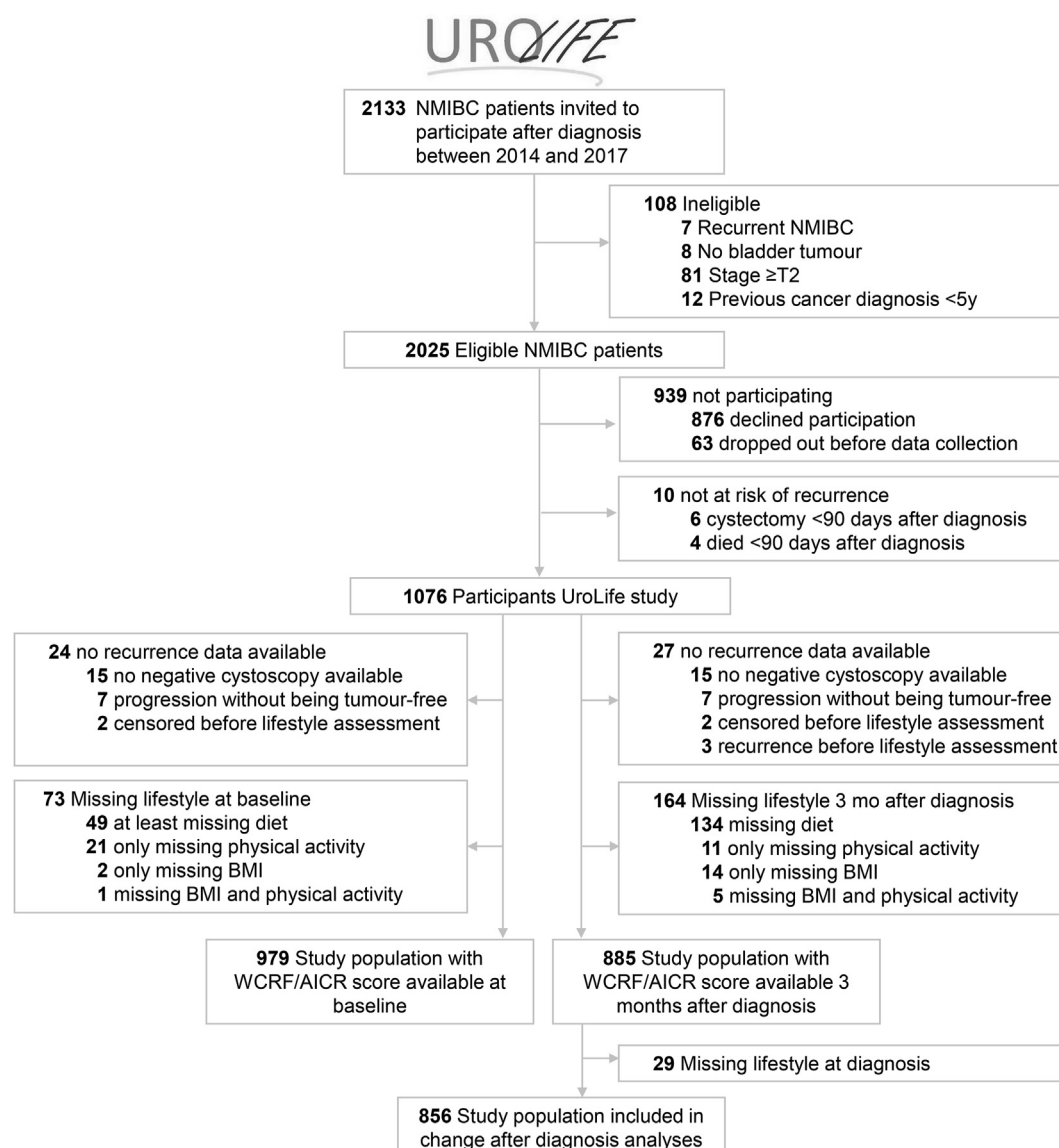 UROLIFE
2133 NMIBC patients invited to
participate after diagnosis
between 2014 and 2017
108 Ineligible
7 Recurrent NMIBC
8 No bladder tumour
81 Stage ≥T2
12 Previous cancer diagnosis <5y
2025 Eligible NMIBC patients
939 not participating
876 declined participation
63 dropped out before data collection
10 not at risk of recurrence
6 cystectomy <90 days after diagnosis
4 died <90 days after diagnosis
1076 Participants UroLife study
24 no recurrence data available
15 no negative cystoscopy available
7 progression without being tumour-free
2 censored before lifestyle assessment
27 no recurrence data available
15 no negative cystoscopy available
7 progression without being tumour-free
2 censored before lifestyle assessment
3 recurrence before lifestyle assessment
73 Missing lifestyle at baseline
49 at least missing diet
21 only missing physical activity
2 only missing BMI
1 missing BMI and physical activity
164 Missing lifestyle 3 mo after diagnosis
134 missing diet
11 only missing physical activity
14 only missing BMI
5 missing BMI and physical activity
979 Study population with
WCRF/AICR score available at
baseline
885 Study population with
WCRF/AICR score available 3
months after diagnosis
29 Missing lifestyle at diagnosis
856 Study population included in
change after diagnosis analyses